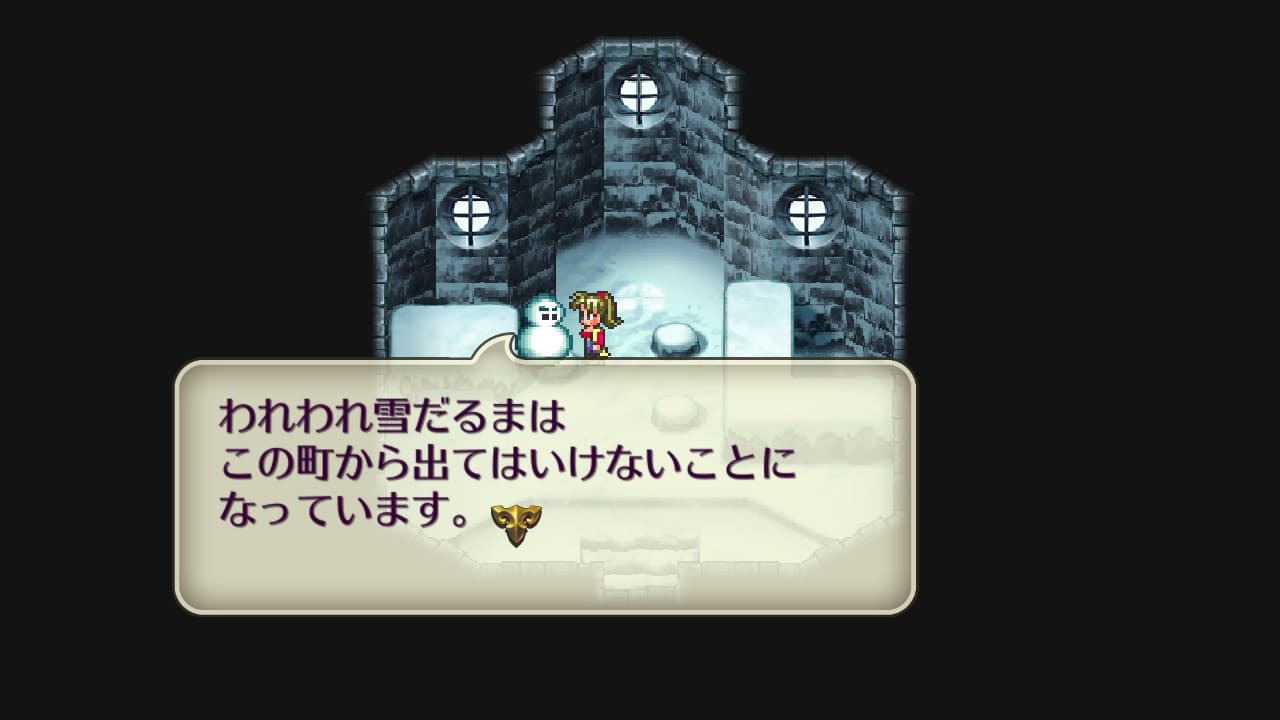 われわれ雪だるまは
この町から出てはいけないことに
なっています。